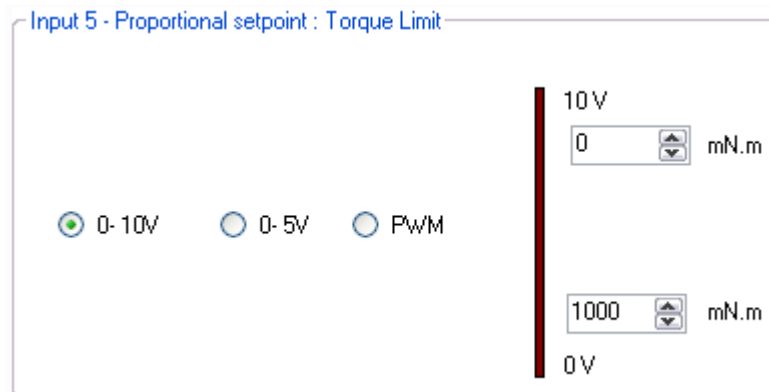 Input 5 - Proportional setpoint : Torque Limit
10 V
0 mN.m
0-10V 0-5V PWM
1000 mN.m
0 V